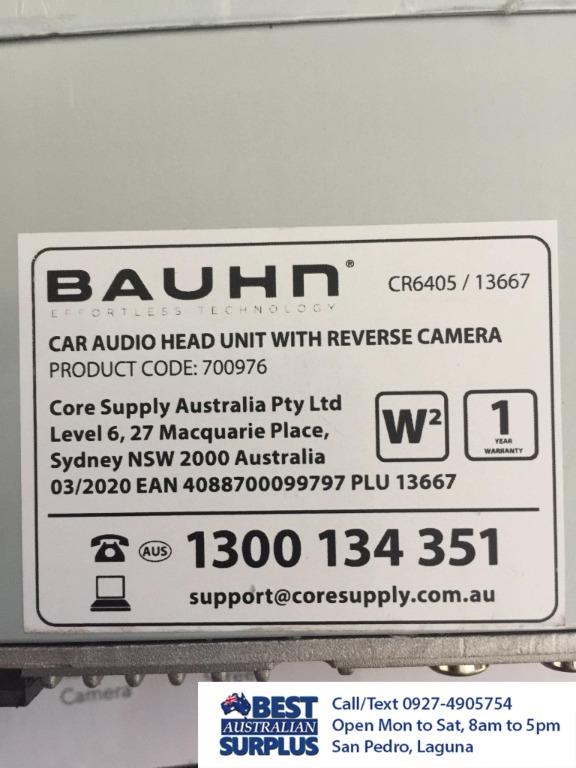 BAUHN®
CR6405 / 13667
EFFORTLESS TECHNOLOGY
CAR AUDIO HEAD UNIT WITH REVERSE CAMERA
PRODUCT CODE: 700976
Core Supply Australia Pty Ltd
Level 6, 27 Macquarie Place,
Sydney NSW 2000 Australia
03/2020 EAN 4088700099797 PLU 13667
W²
1
YEAR
WARRANTY
AUS 1300 134 351
support@coresupply.com.au
Camera
BEST
AUSTRALIAN
SURPLUS
Call/Text 0927-4905754
Open Mon to Sat, 8am to 5pm
San Pedro, Laguna